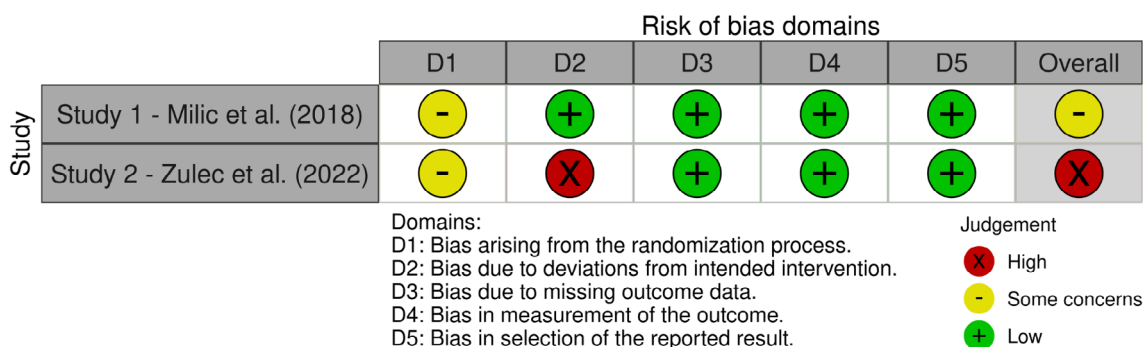 Risk of bias domains
D1 D2 D3 D4 D5 Overall
Study
Study 1 - Milic et al. (2018) - + + + + -
Study 2 - Zulec et al. (2022) - X + + + X
Domains:
D1: Bias arising from the randomization process.
D2: Bias due to deviations from intended intervention.
D3: Bias due to missing outcome data.
D4: Bias in measurement of the outcome.
D5: Bias in selection of the reported result.
Judgement
X High
- Some concerns
+ Low